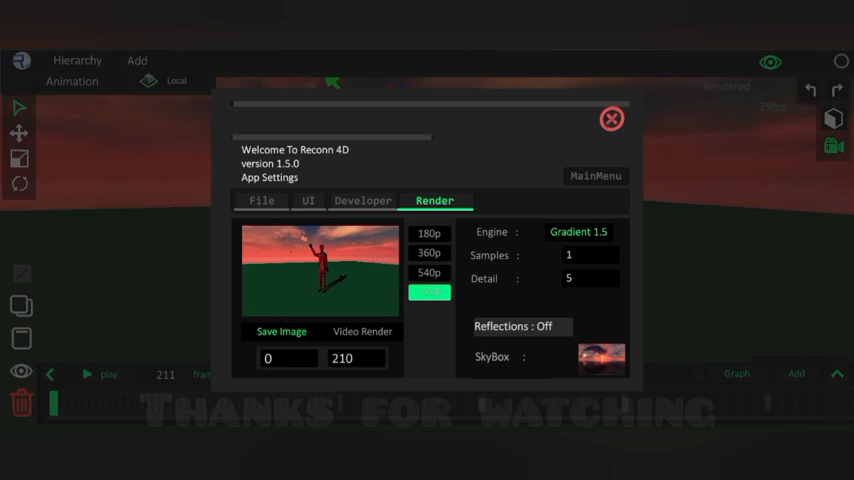 Hierarchy Add
Animation Local
Rendered
29fps
Welcome To Reconn 4D
version 1.5.0
App Settings
MainMenu
File UI Developer Render
180p
360p
540p
Engine : Gradient 1.5
Samples : 1
Detail : 5
Reflections : Off
SkyBox :
Save Image Video Render
0 210
play 211 fram
Graph Add
Thanks for watching